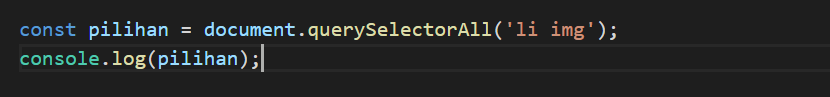 const pilihan = document.querySelectorAll('li img');
console.log(pilihan);